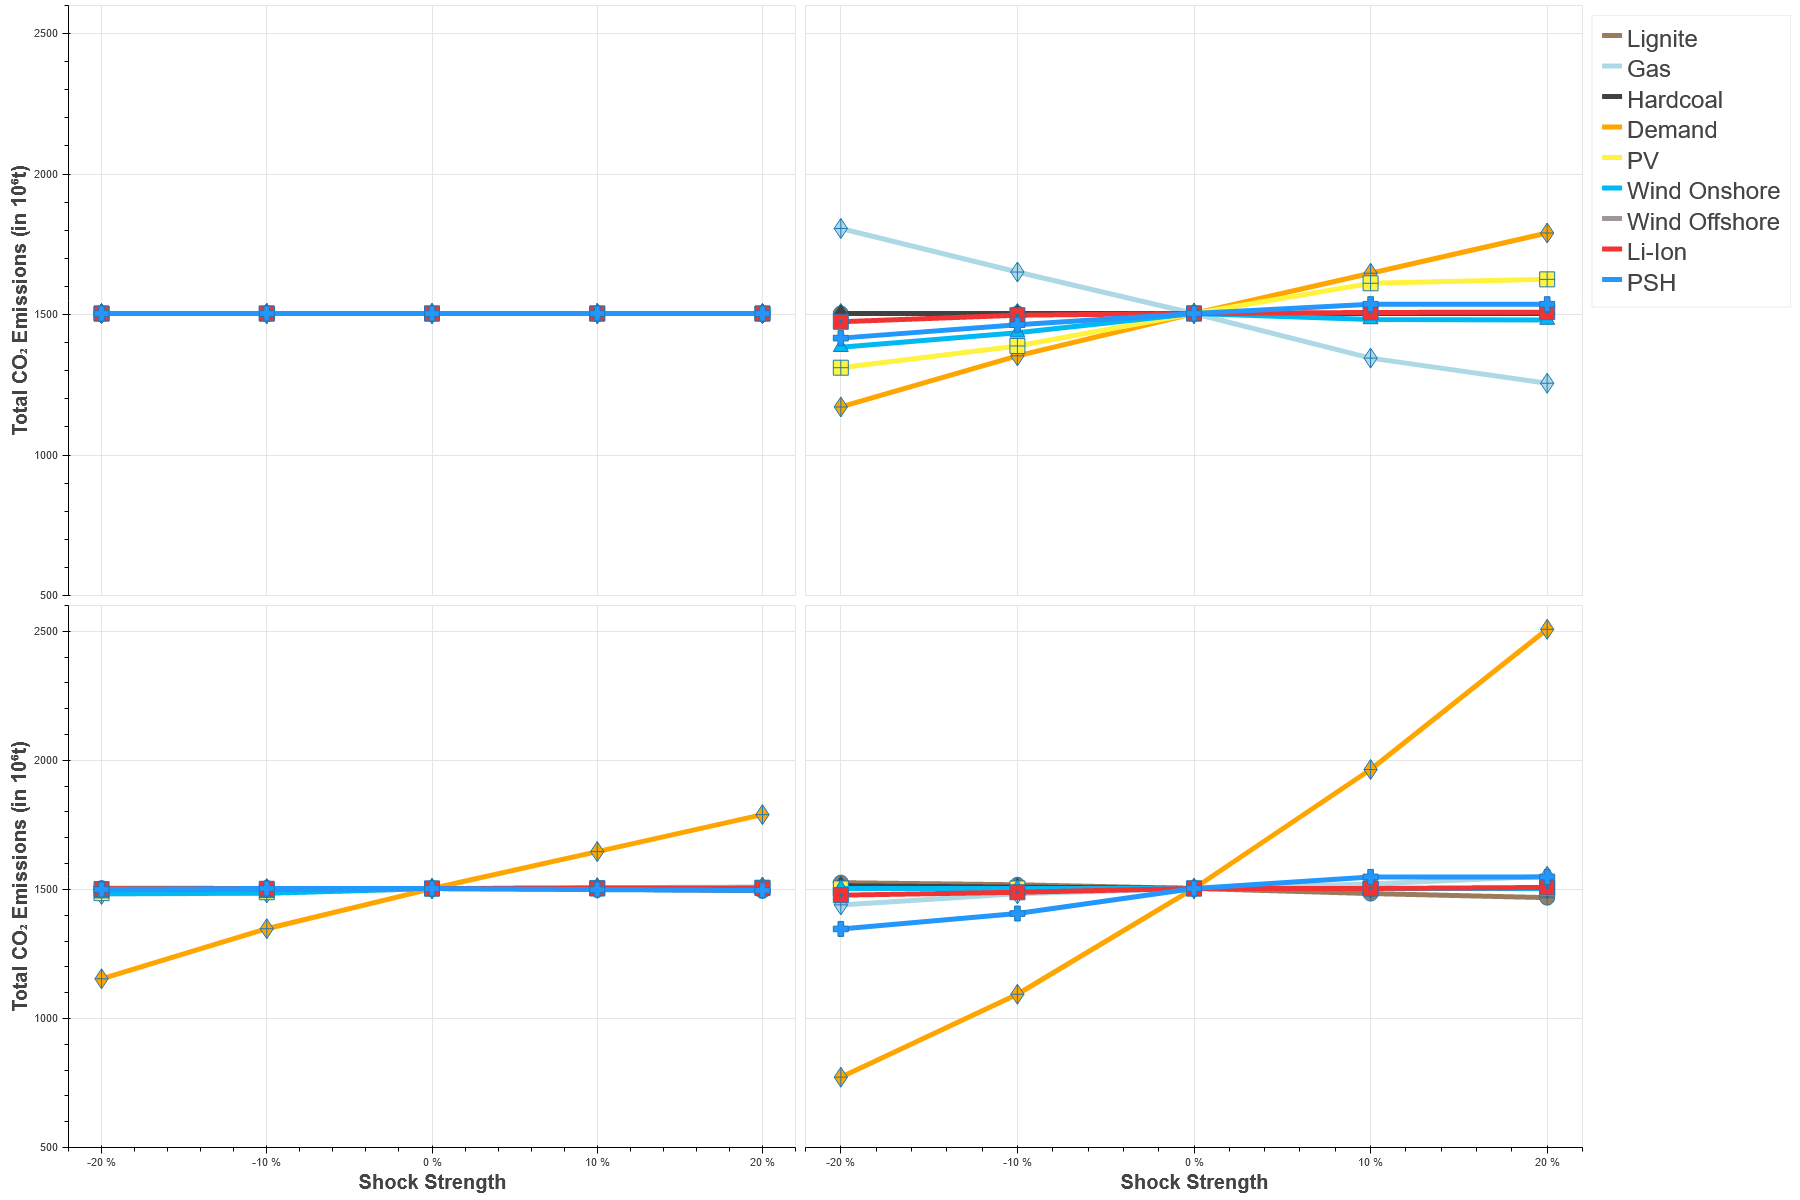 Total CO₂ Emissions (in 10⁶t)
2500
2000
1500
1000
500
Lignite
Gas
Hardcoal
Demand
PV
Wind Onshore
Wind Offshore
Li-Ion
PSH
Total CO₂ Emissions (in 10⁶t)
2500
2000
1500
1000
500
-20 % -10 % 0 % 10 % 20 %
Shock Strength
-20 % -10 % 0 % 10 % 20 %
Shock Strength